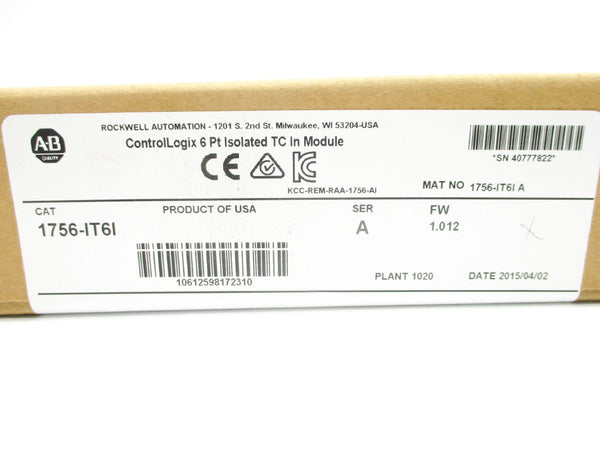 A-B
QUALITY
ROCKWELL AUTOMATION - 1201 S. 2nd St. Milwaukee, WI 53204-USA
ControlLogix 6 Pt Isolated TC In Module
CE
KCC-REM-RAA-1756-AI
*SN 40777822*
MAT NO 1756-IT6I A
CAT
1756-IT6I
PRODUCT OF USA
10612598172310
SER
A
FW
1.012
PLANT 1020
DATE 2015/04/02